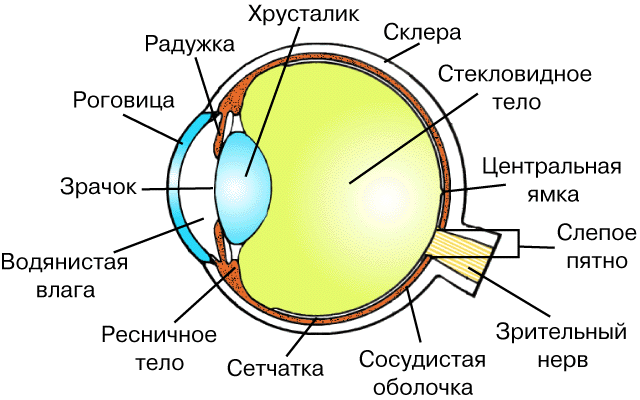 Хрусталик
Радужка
Склера
Стекловидное
тело
Роговица
Центральная
ямка
Зрачок
Слепое
пятно
Водянистая
влага
Ресничное
тело
Сетчатка
Сосудистая
оболочка
Зрительный
нерв